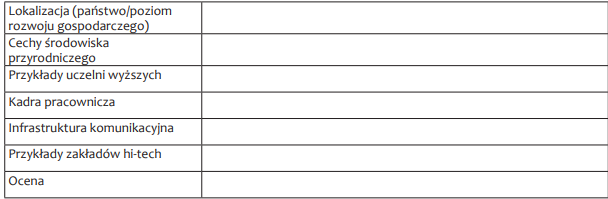 Lokalizacja (państwo/poziom
rozwoju gospodarczego)
Cechy środowiska
przyrodniczego
Przykłady uczelni wyższych
Kadra pracownicza
Infrastruktura komunikacyjna
Przykłady zakładów hi-tech
Ocena